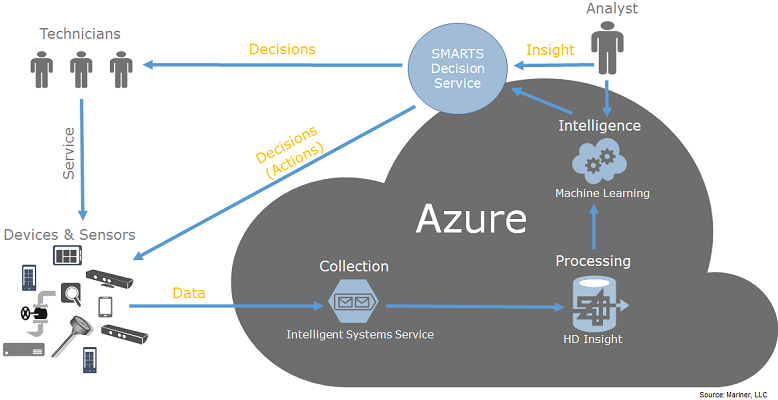 Analyst
Technicians
Decisions
SMARTS
Decision
Service
Insight
Service
Decisions
(Actions)
Intelligence
Machine Learning
Azure
Devices & Sensors
Data
Collection
Intelligent Systems Service
Processing
HD Insight
Source: Mariner, LLC